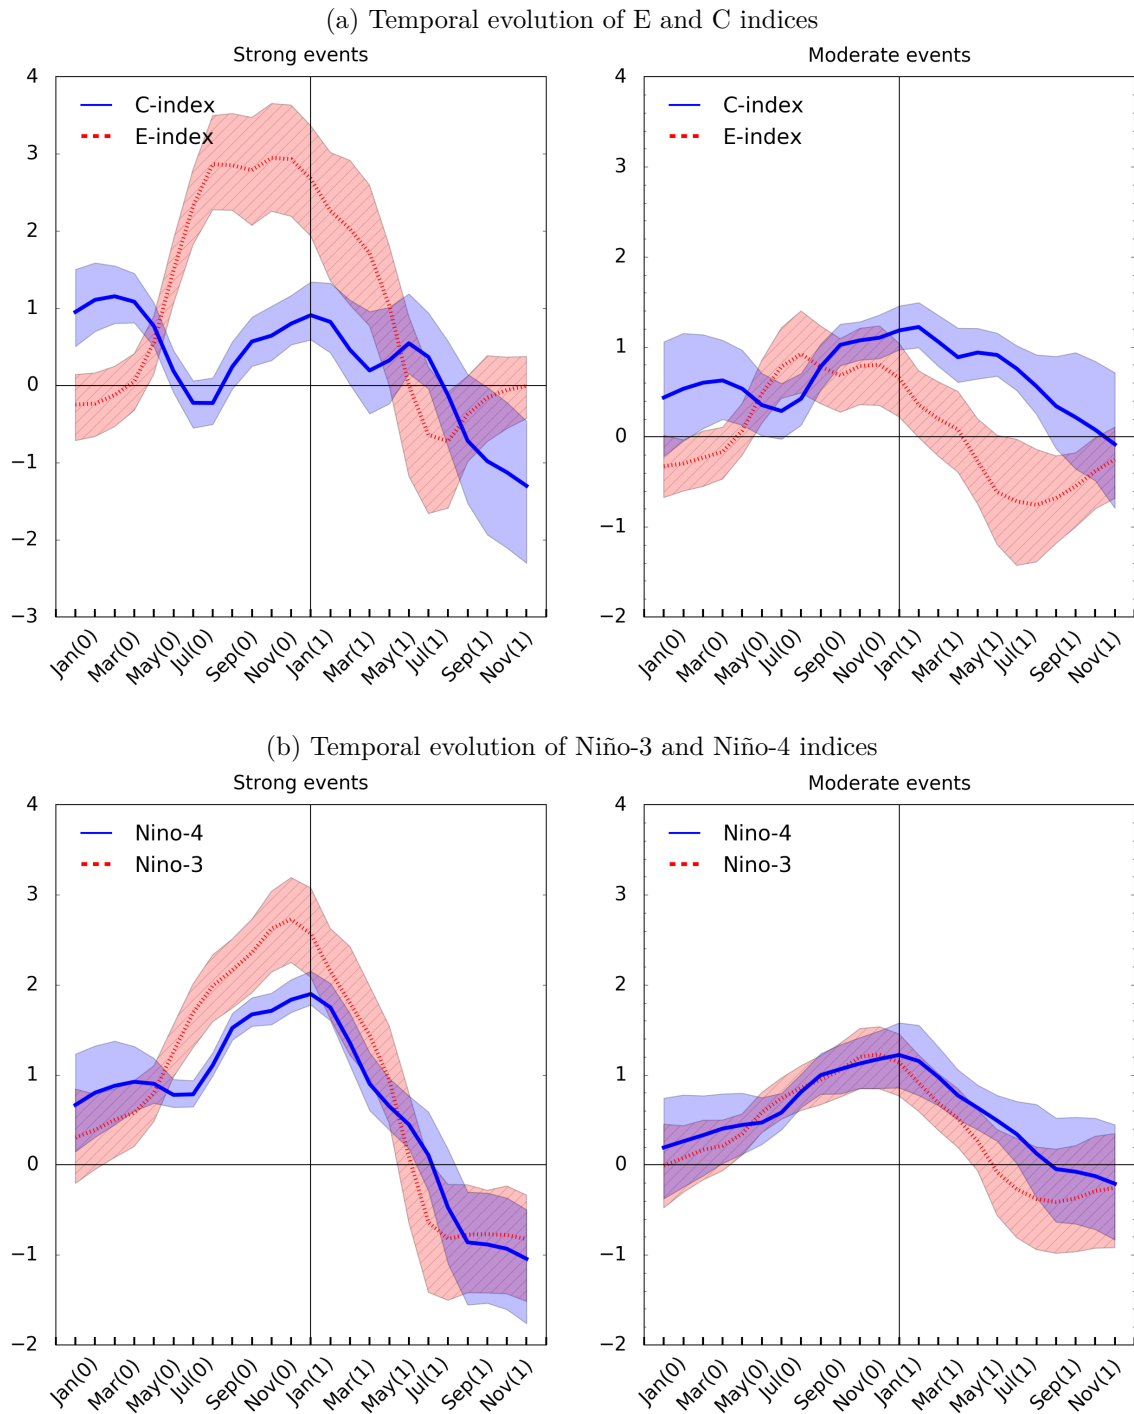 (a) Temporal evolution of E and C indices
Strong events
4
3
2
1
0
−1
−2
−3
C-index
E-index
Jan(0) Mar(0) May(0) Jul(0) Sep(0) Nov(0) Jan(1) Mar(1) May(1) Jul(1) Sep(1) Nov(1)
Moderate events
4
3
2
1
0
−1
−2
C-index
E-index
Jan(0) Mar(0) May(0) Jul(0) Sep(0) Nov(0) Jan(1) Mar(1) May(1) Jul(1) Sep(1) Nov(1)
(b) Temporal evolution of Niño-3 and Niño-4 indices
Strong events
4
3
2
1
0
−1
−2
Nino-4
Nino-3
Jan(0) Mar(0) May(0) Jul(0) Sep(0) Nov(0) Jan(1) Mar(1) May(1) Jul(1) Sep(1) Nov(1)
Moderate events
4
3
2
1
0
−1
−2
Nino-4
Nino-3
Jan(0) Mar(0) May(0) Jul(0) Sep(0) Nov(0) Jan(1) Mar(1) May(1) Jul(1) Sep(1) Nov(1)